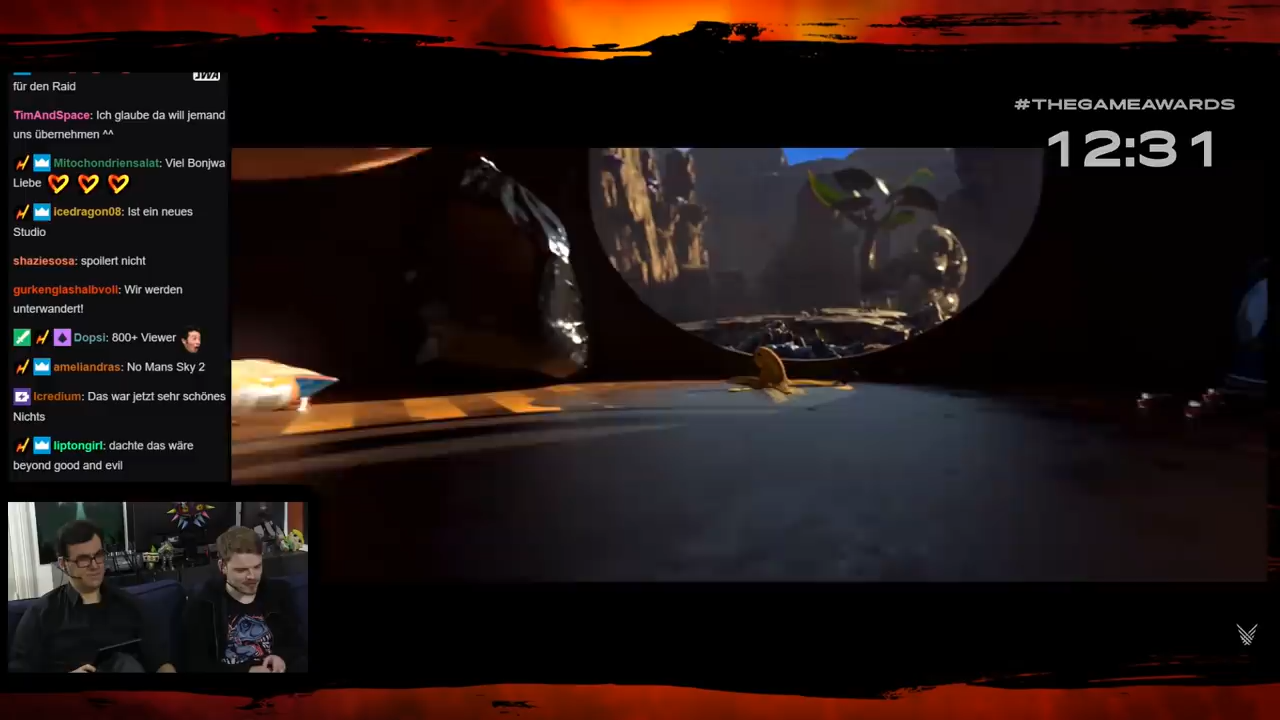 JWA
für den Raid
TimAndSpace: Ich glaube da will jemand
uns übernehmen ^^
Mitochondriensalat: Viel Bonjwa
Liebe
icedragon08: Ist ein neues
Studio
shaziesosa: spoilert nicht
gurkenglashalbvoll: Wir werden
unterwandert!
Dopsi: 800+ Viewer
ameliandras: No Mans Sky 2
Icredium: Das war jetzt sehr schönes
Nichts
liptongirl: dachte das wäre
beyond good and evil
#THEGAMEAWARDS
12:31